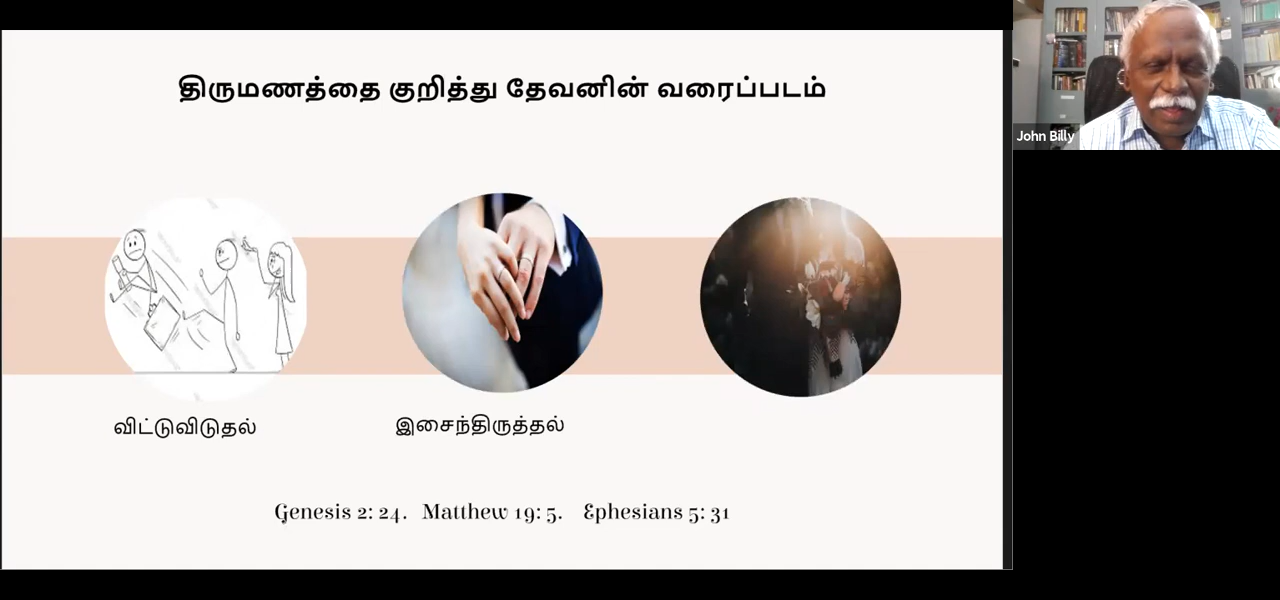 திருமணத்தை குறித்து தேவனின் வரைப்படம்
John Billy
விட்டுவிடுதல்
இசைந்திருத்தல்
Genesis 2: 24. Matthew 19: 5. Ephesians 5: 31